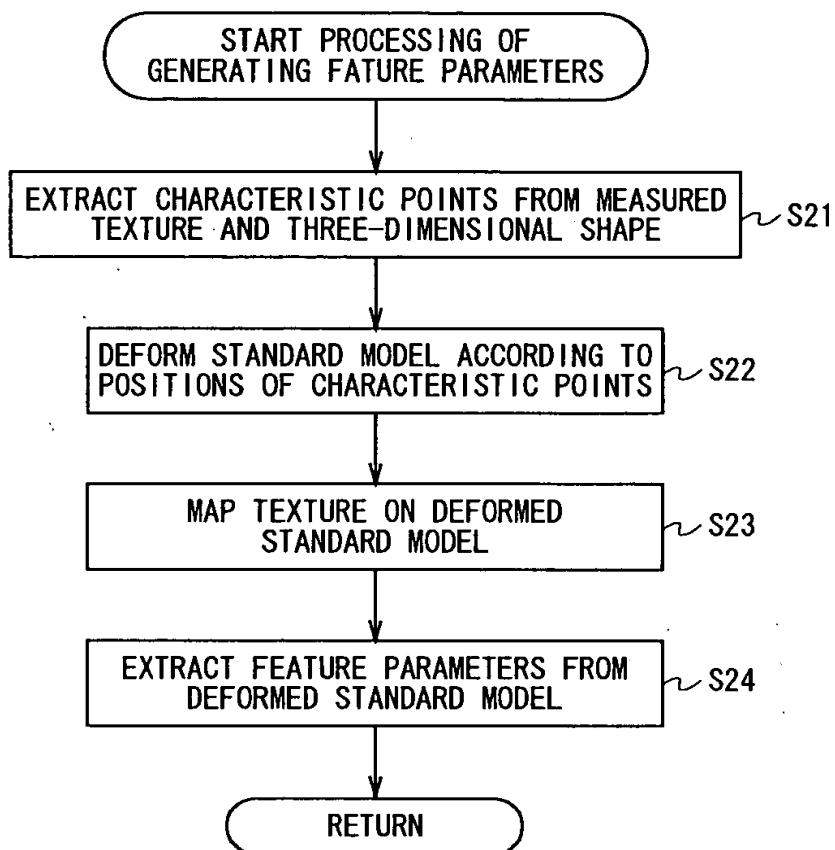 START PROCESSING OF
GENERATING FATURE PARAMETERS
EXTRACT CHARACTERISTIC POINTS FROM MEASURED
TEXTURE AND THREE-DIMENSIONAL SHAPE
S21
DEFORM STANDARD MODEL ACCORDING TO
POSITIONS OF CHARACTERISTIC POINTS
S22
MAP TEXTURE ON DEFORMED
STANDARD MODEL
S23
EXTRACT FEATURE PARAMETERS FROM
DEFORMED STANDARD MODEL
S24
RETURN